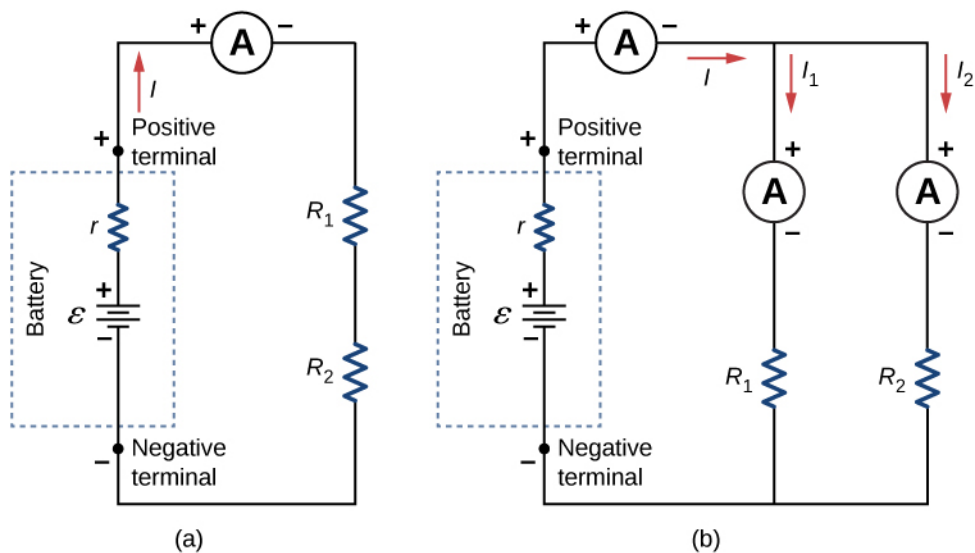 + A −
I
+ Positive
terminal
r
R1
Battery
+
ε
−
R2
− Negative
terminal
(a)
+ A −
I
I1
I2
+ Positive
terminal
+
A
−
+
A
−
r
Battery
+
ε
−
R1
R2
− Negative
terminal
(b)